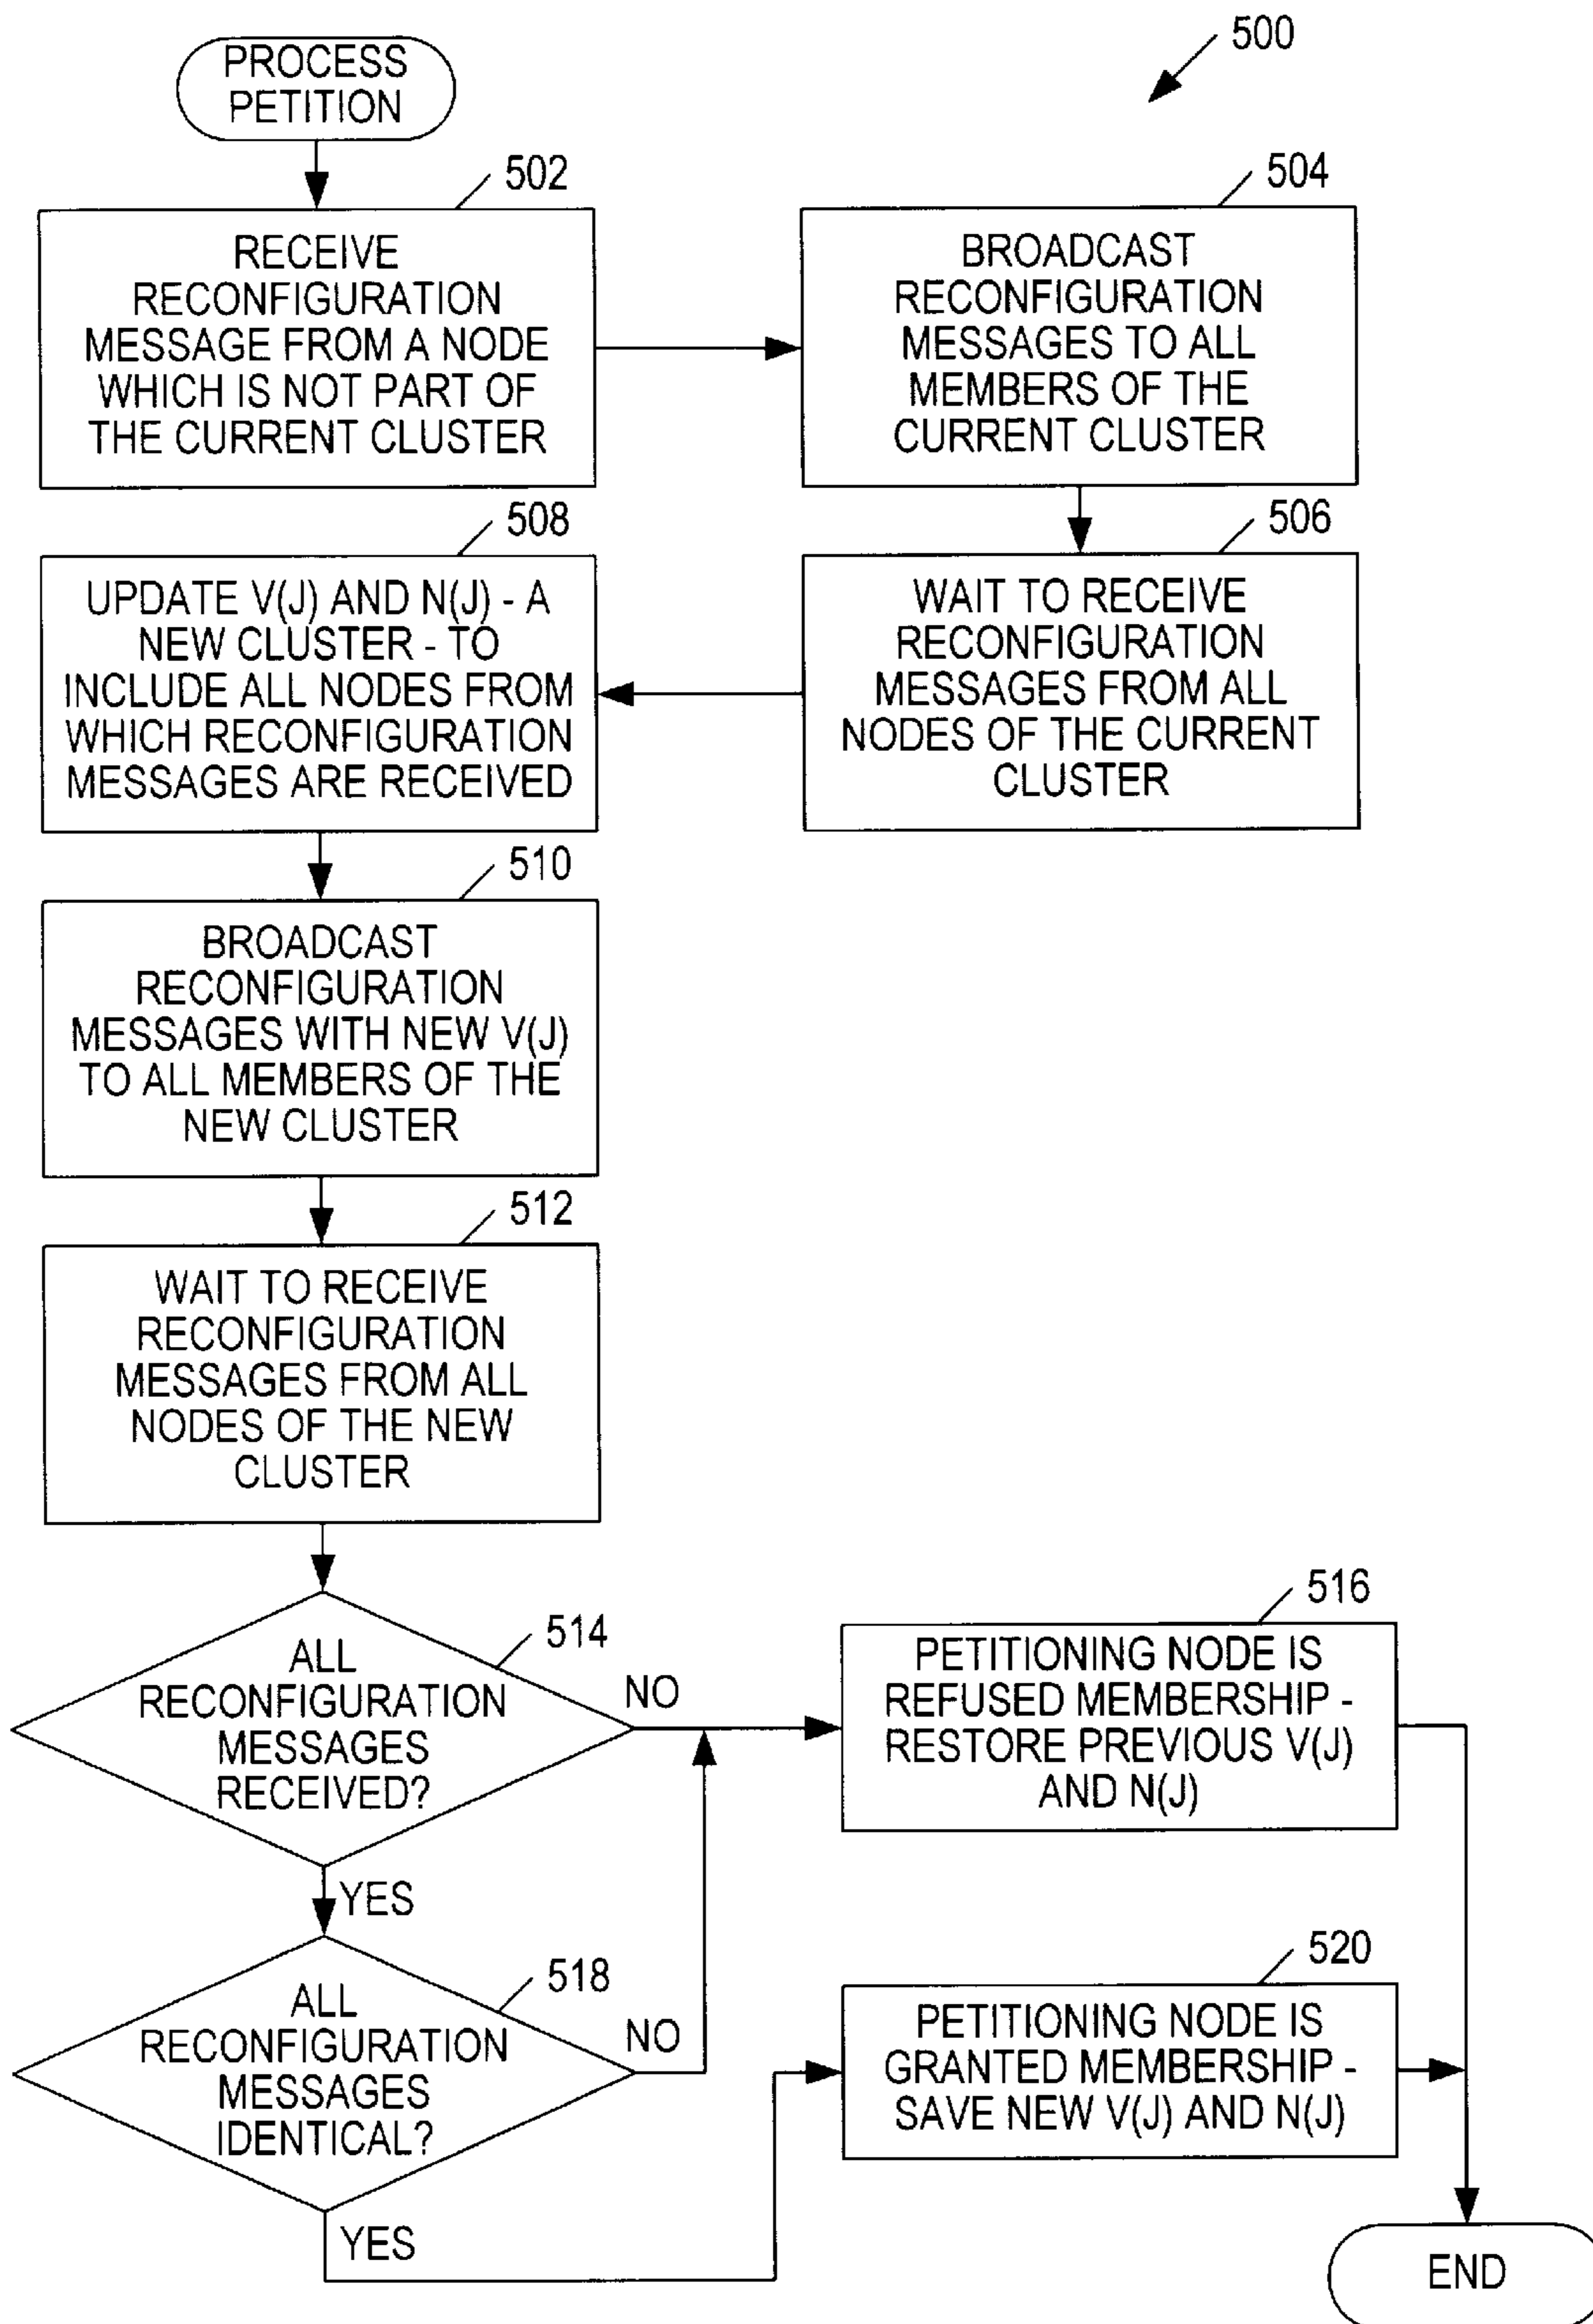 500
PROCESS
PETITION
502
RECEIVE
RECONFIGURATION
MESSAGE FROM A NODE
WHICH IS NOT PART OF
THE CURRENT CLUSTER
504
BROADCAST
RECONFIGURATION
MESSAGES TO ALL
MEMBERS OF THE
CURRENT CLUSTER
506
WAIT TO RECEIVE
RECONFIGURATION
MESSAGES FROM ALL
NODES OF THE CURRENT
CLUSTER
508
UPDATE V(J) AND N(J) - A
NEW CLUSTER - TO
INCLUDE ALL NODES FROM
WHICH RECONFIGURATION
MESSAGES ARE RECEIVED
510
BROADCAST
RECONFIGURATION
MESSAGES WITH NEW V(J)
TO ALL MEMBERS OF THE
NEW CLUSTER
512
WAIT TO RECEIVE
RECONFIGURATION
MESSAGES FROM ALL
NODES OF THE NEW
CLUSTER
514
ALL
RECONFIGURATION
MESSAGES
RECEIVED?
NO
YES
516
PETITIONING NODE IS
REFUSED MEMBERSHIP -
RESTORE PREVIOUS V(J)
AND N(J)
518
ALL
RECONFIGURATION
MESSAGES
IDENTICAL?
NO
YES
520
PETITIONING NODE IS
GRANTED MEMBERSHIP -
SAVE NEW V(J) AND N(J)
END